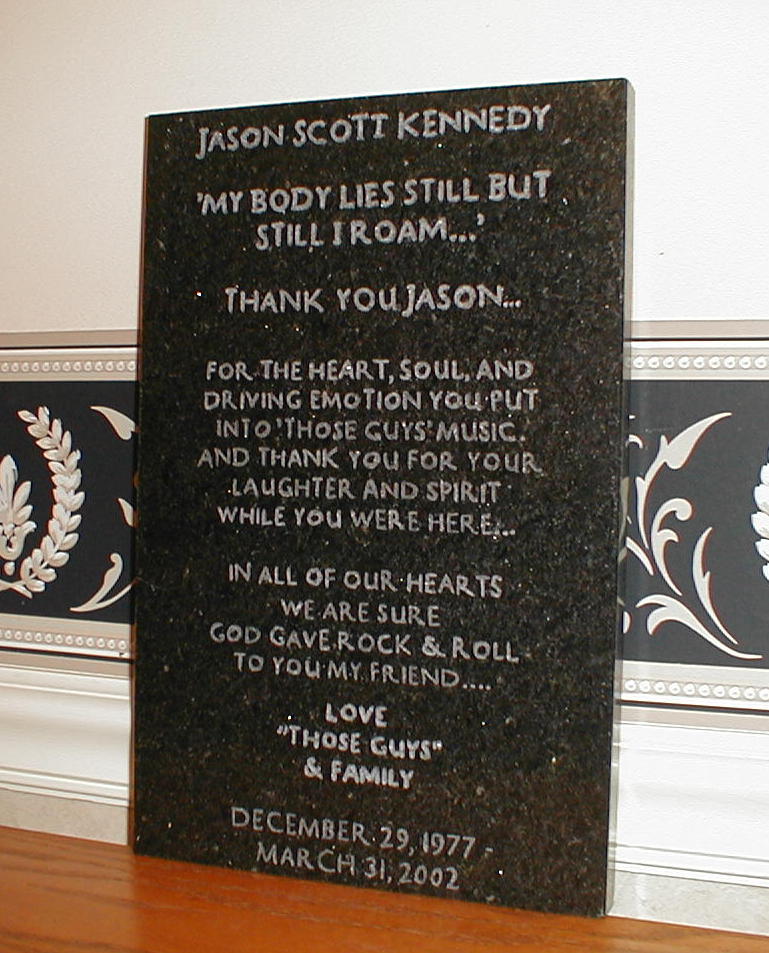 JASON SCOTT KENNEDY
'MY BODY LIES STILL BUT
STILL I ROAM...'
THANK YOU JASON...
FOR THE HEART, SOUL, AND
DRIVING EMOTION YOU PUT
INTO 'THOSE GUYS' MUSIC.
AND THANK YOU FOR YOUR
LAUGHTER AND SPIRIT
WHILE YOU WERE HERE...
IN ALL OF OUR HEARTS
WE ARE SURE
GOD GAVE ROCK & ROLL
TO YOU MY FRIEND....
LOVE
"THOSE GUYS"
& FAMILY
DECEMBER 29, 1977 -
MARCH 31, 2002